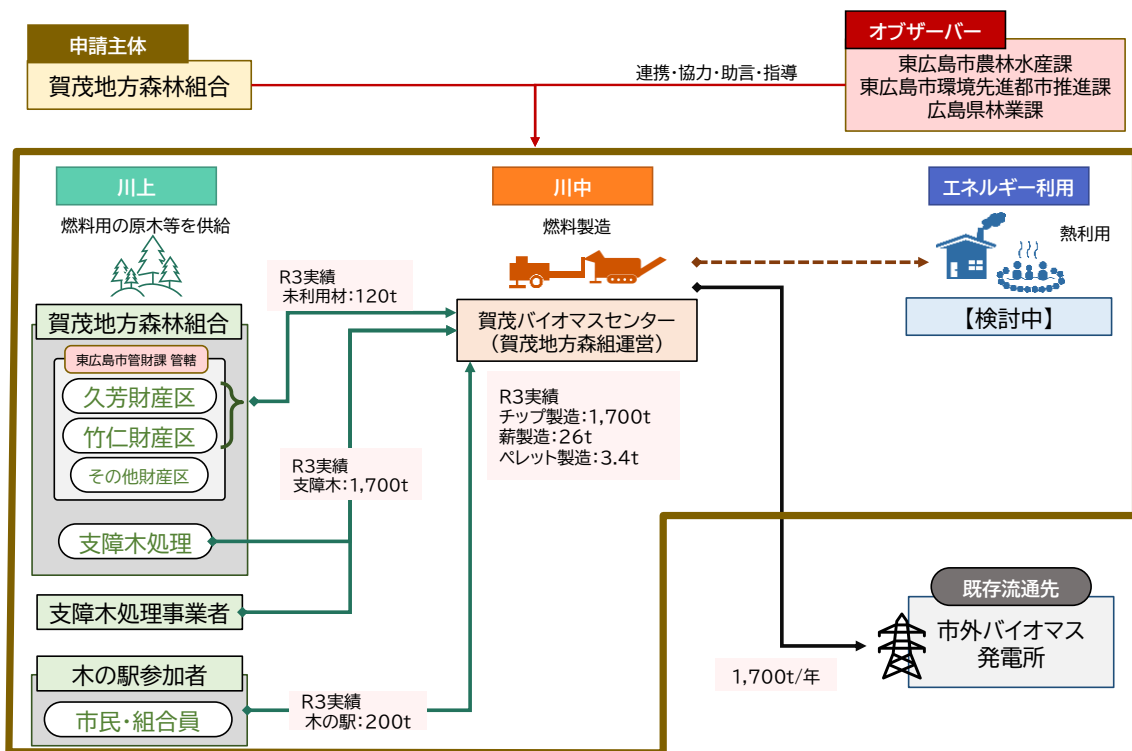 申請主体
賀茂地方森林組合
オブザーバー
東広島市農林水産課
東広島市環境先進都市推進課
広島県林業課
連携・協力・助言・指導
川上
燃料用の原木等を供給
川中
燃料製造
エネルギー利用
熱利用
【検討中】
R3実績
未利用材:120t
賀茂地方森林組合
東広島市管財課 管轄
久芳財産区
竹仁財産区
その他財産区
支障木処理
賀茂バイオマスセンター
(賀茂地方森組運営)
R3実績
チップ製造:1,700t
薪製造:26t
ペレット製造:3.4t
R3実績
支障木:1,700t
支障木処理事業者
木の駅参加者
市民・組合員
R3実績
木の駅:200t
既存流通先
市外バイオマス
発電所
1,700t/年